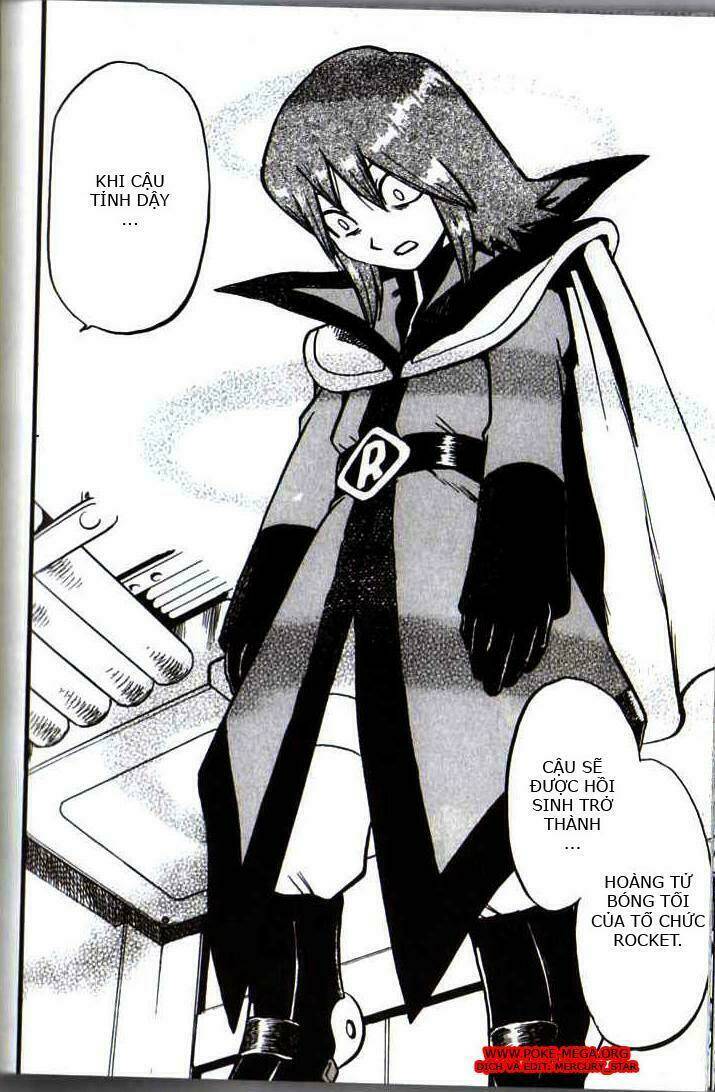 KHI CẬU
TỈNH DẬY
...
R
CẬU SẼ
ĐƯỢC HỒI
SINH TRỞ
THÀNH
...
HOÀNG TỬ
BÓNG TỐI
CỦA TỔ CHỨC
ROCKET.
WWW.POKE-MEGA.ORG
DỊCH VÀ EDIT: MERCURY_STAR